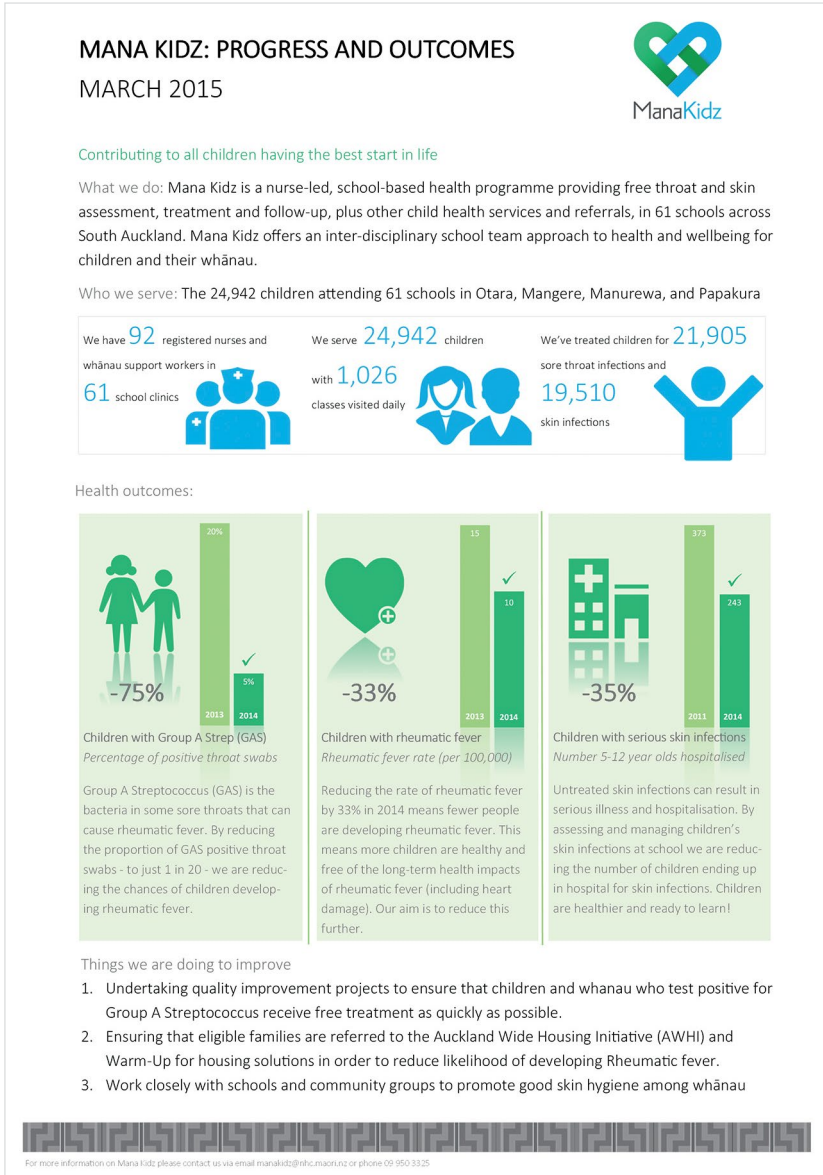 MANA KIDZ: PROGRESS AND OUTCOMES
MARCH 2015
ManaKidz
Contributing to all children having the best start in life
What we do: Mana Kidz is a nurse-led, school-based health programme providing free throat and skin
assessment, treatment and follow-up, plus other child health services and referrals, in 61 schools across
South Auckland. Mana Kidz offers an inter-disciplinary school team approach to health and wellbeing for
children and their whānau.
Who we serve: The 24,942 children attending 61 schools in Otara, Mangere, Manurewa, and Papakura
We have 92 registered nurses and
whānau support workers in
61 school clinics
We serve 24,942 children
with 1,026
classes visited daily
We've treated children for 21,905
sore throat infections and
19,510
skin infections
Health outcomes:
20%
5%
-75%
2013
2014
Children with Group A Strep (GAS)
Percentage of positive throat swabs
Group A Streptococcus (GAS) is the
bacteria in some sore throats that can
cause rheumatic fever. By reducing
the proportion of GAS positive throat
swabs - to just 1 in 20 - we are reduc-
ing the chances of children develop-
ing rheumatic fever.
15
10
-33%
2013
2014
Children with rheumatic fever
Rheumatic fever rate (per 100,000)
Reducing the rate of rheumatic fever
by 33% in 2014 means fewer people
are developing rheumatic fever. This
means more children are healthy and
free of the long-term health impacts
of rheumatic fever (including heart
damage). Our aim is to reduce this
further.
373
243
-35%
2011
2014
Children with serious skin infections
Number 5-12 year olds hospitalised
Untreated skin infections can result in
serious illness and hospitalisation. By
assessing and managing children's
skin infections at school we are reduc-
ing the number of children ending up
in hospital for skin infections. Children
are healthier and ready to learn!
Things we are doing to improve
1. Undertaking quality improvement projects to ensure that children and whanau who test positive for
Group A Streptococcus receive free treatment as quickly as possible.
2. Ensuring that eligible families are referred to the Auckland Wide Housing Initiative (AWHI) and
Warm-Up for housing solutions in order to reduce likelihood of developing Rheumatic fever.
3. Work closely with schools and community groups to promote good skin hygiene among whānau
For more information on Mana Kidz please contact us via email manakidz@nhc.maori.nz or phone 09 950 3325